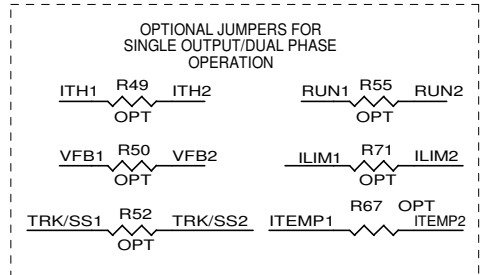 OPTIONAL JUMPERS FOR
SINGLE OUTPUT/DUAL PHASE
OPERATION
ITH1 R49 ITH2
OPT
RUN1 R55 RUN2
OPT
VFB1 R50 VFB2
OPT
ILIM1 R71 ILIM2
OPT
TRK/SS1 R52 TRK/SS2
OPT
R67 OPT
ITEMP1 ITEMP2